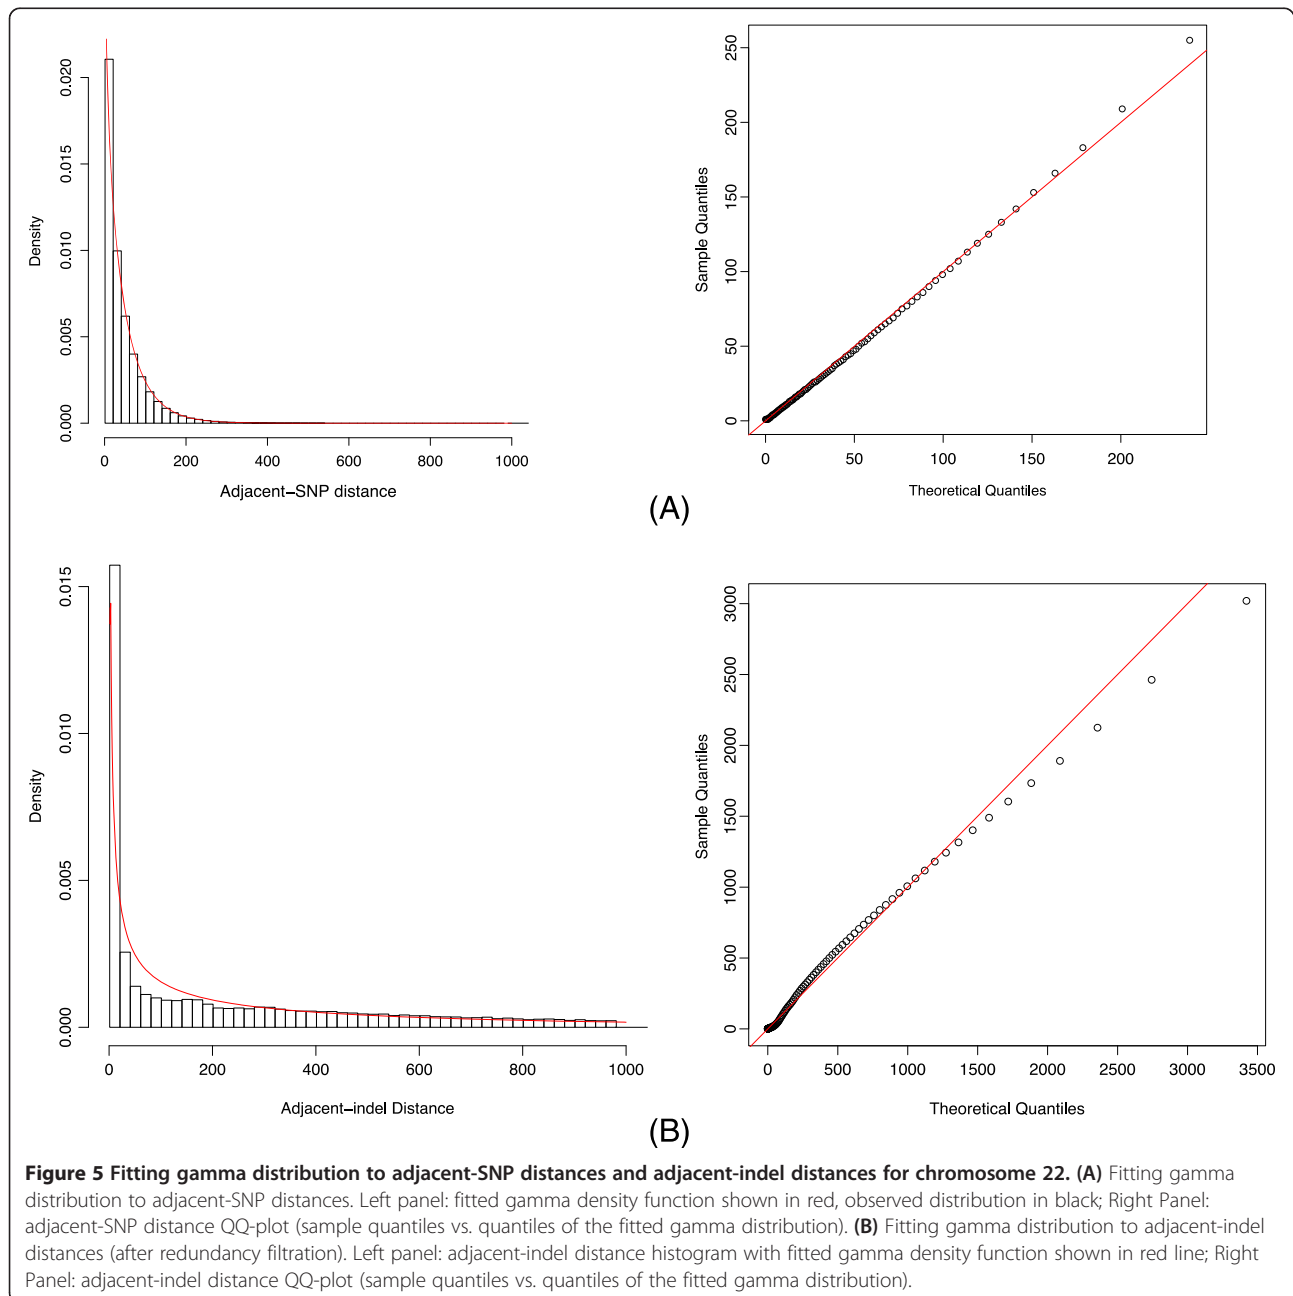 0.020
0.015
0.010
0.005
0.000
Density
0 200 400 600 800 1000
Adjacent−SNP distance
250
200
150
100
50
0
Sample Quantiles
0 50 100 150 200
Theoretical Quantiles
(A)
0.015
0.010
0.005
0.000
Density
0 200 400 600 800 1000
Adjacent−indel Distance
3000
2500
2000
1500
1000
500
0
Sample Quantiles
0 500 1000 1500 2000 2500 3000 3500
Theoretical Quantiles
(B)
Figure 5 Fitting gamma distribution to adjacent-SNP distances and adjacent-indel distances for chromosome 22. (A) Fitting gamma
distribution to adjacent-SNP distances. Left panel: fitted gamma density function shown in red, observed distribution in black; Right Panel:
adjacent-SNP distance QQ-plot (sample quantiles vs. quantiles of the fitted gamma distribution). (B) Fitting gamma distribution to adjacent-indel
distances (after redundancy filtration). Left panel: adjacent-indel distance histogram with fitted gamma density function shown in red line; Right
Panel: adjacent-indel distance QQ-plot (sample quantiles vs. quantiles of the fitted gamma distribution).